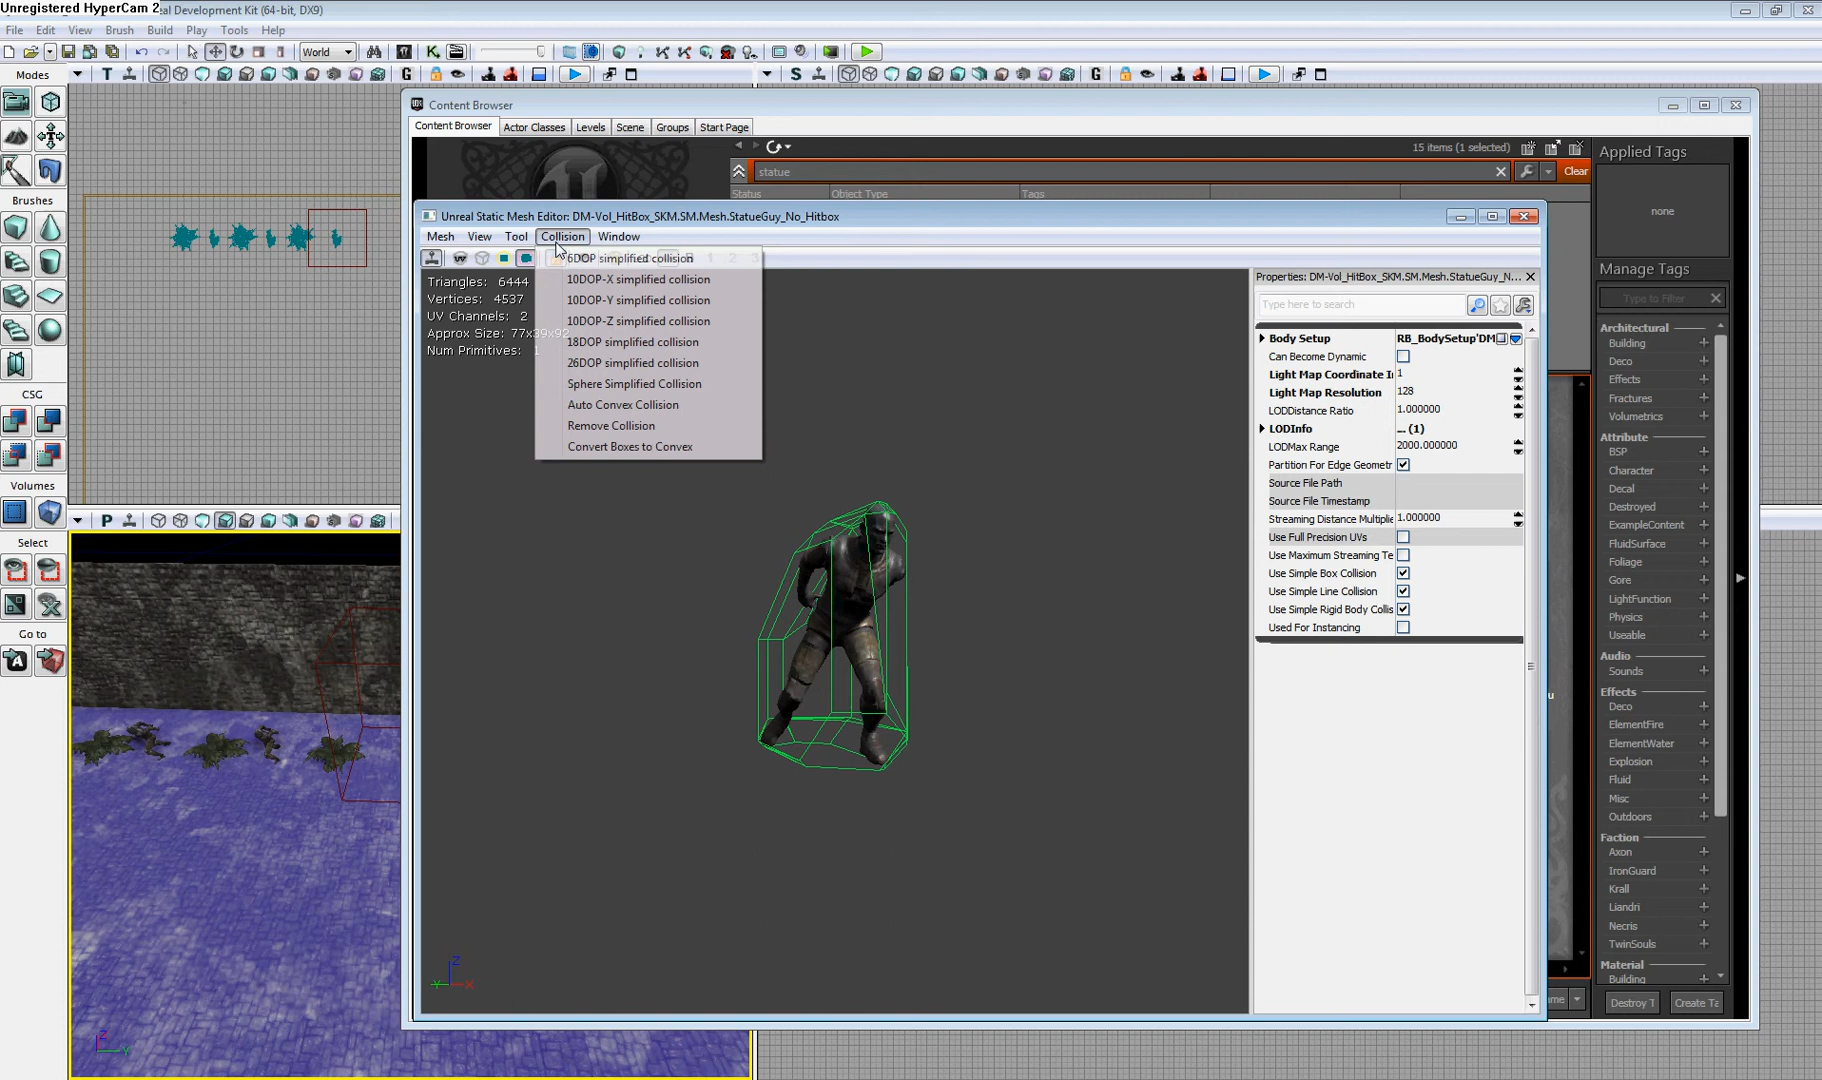 Unregistered HyperCam 2
al Development Kit (64-bit, DX9)
File Edit View Brush Build Play Tools Help
World
Modes
T G S G
Content Browser
Content Browser Actor Classes Levels Scene Groups Start Page
15 items (1 selected)
statue
Clear
Status Object Type Tags
Applied Tags
none
Manage Tags
Type to Filter
Brushes
CSG
Volumes
P
Select
Go to
Unreal Static Mesh Editor: DM-Vol_HitBox_SKM.SM.Mesh.StatueGuy_No_Hitbox
Mesh View Tool Collision Window
6DOP simplified collision
10DOP-X simplified collision
10DOP-Y simplified collision
10DOP-Z simplified collision
18DOP simplified collision
26DOP simplified collision
Sphere Simplified Collision
Auto Convex Collision
Remove Collision
Convert Boxes to Convex
Triangles: 6444
Vertices: 4537
UV Channels: 2
Approx Size: 77x39x92
Num Primitives: 1
Properties: DM-Vol_HitBox_SKM.SM.Mesh.StatueGuy_N...
Type here to search
Body Setup RB_BodySetup'DM
Can Become Dynamic
Light Map Coordinate I 1
Light Map Resolution 128
LODDistance Ratio 1.000000
LODInfo ... (1)
LODMax Range 2000.000000
Partition For Edge Geometr
Source File Path
Source File Timestamp
Streaming Distance Multiplie 1.000000
Use Full Precision UVs
Use Maximum Streaming Te
Use Simple Box Collision
Use Simple Line Collision
Use Simple Rigid Body Collis
Used For Instancing
Architectural
Building
Deco
Effects
Fractures
Volumetrics
Attribute
BSP
Character
Decal
Destroyed
ExampleContent
FluidSurface
Foliage
Gore
LightFunction
Physics
Useable
Audio
Sounds
Effects
Deco
ElementFire
ElementWater
Explosion
Fluid
Misc
Outdoors
Faction
Axon
IronGuard
Krall
Liandri
Necris
TwinSouls
Material
Building
Destroy T Create Ta
u
ame
Z
Y X
Z
Y